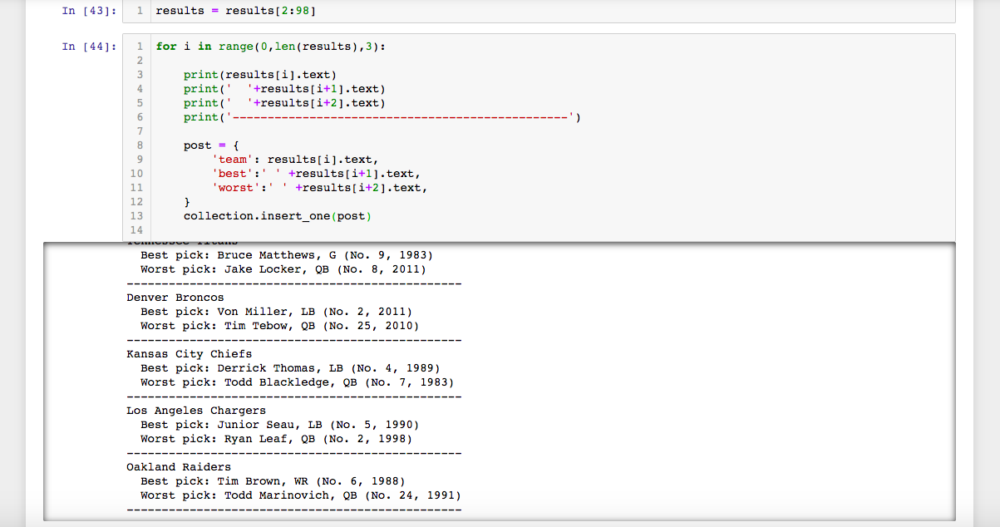 In [43]: 1 results = results[2:98]
In [44]: 1 for i in range(0,len(results),3):
2
3 print(results[i].text)
4 print('  '+results[i+1].text)
5 print('  '+results[i+2].text)
6 print('------------------------------------------------')
7
8 post = {
9 'team': results[i].text,
10 'best':' ' +results[i+1].text,
11 'worst':' ' +results[i+2].text,
12 }
13 collection.insert_one(post)
14
Tennessee Titans
Best pick: Bruce Matthews, G (No. 9, 1983)
Worst pick: Jake Locker, QB (No. 8, 2011)
------------------------------------------------
Denver Broncos
Best pick: Von Miller, LB (No. 2, 2011)
Worst pick: Tim Tebow, QB (No. 25, 2010)
------------------------------------------------
Kansas City Chiefs
Best pick: Derrick Thomas, LB (No. 4, 1989)
Worst pick: Todd Blackledge, QB (No. 7, 1983)
------------------------------------------------
Los Angeles Chargers
Best pick: Junior Seau, LB (No. 5, 1990)
Worst pick: Ryan Leaf, QB (No. 2, 1998)
------------------------------------------------
Oakland Raiders
Best pick: Tim Brown, WR (No. 6, 1988)
Worst pick: Todd Marinovich, QB (No. 24, 1991)
------------------------------------------------